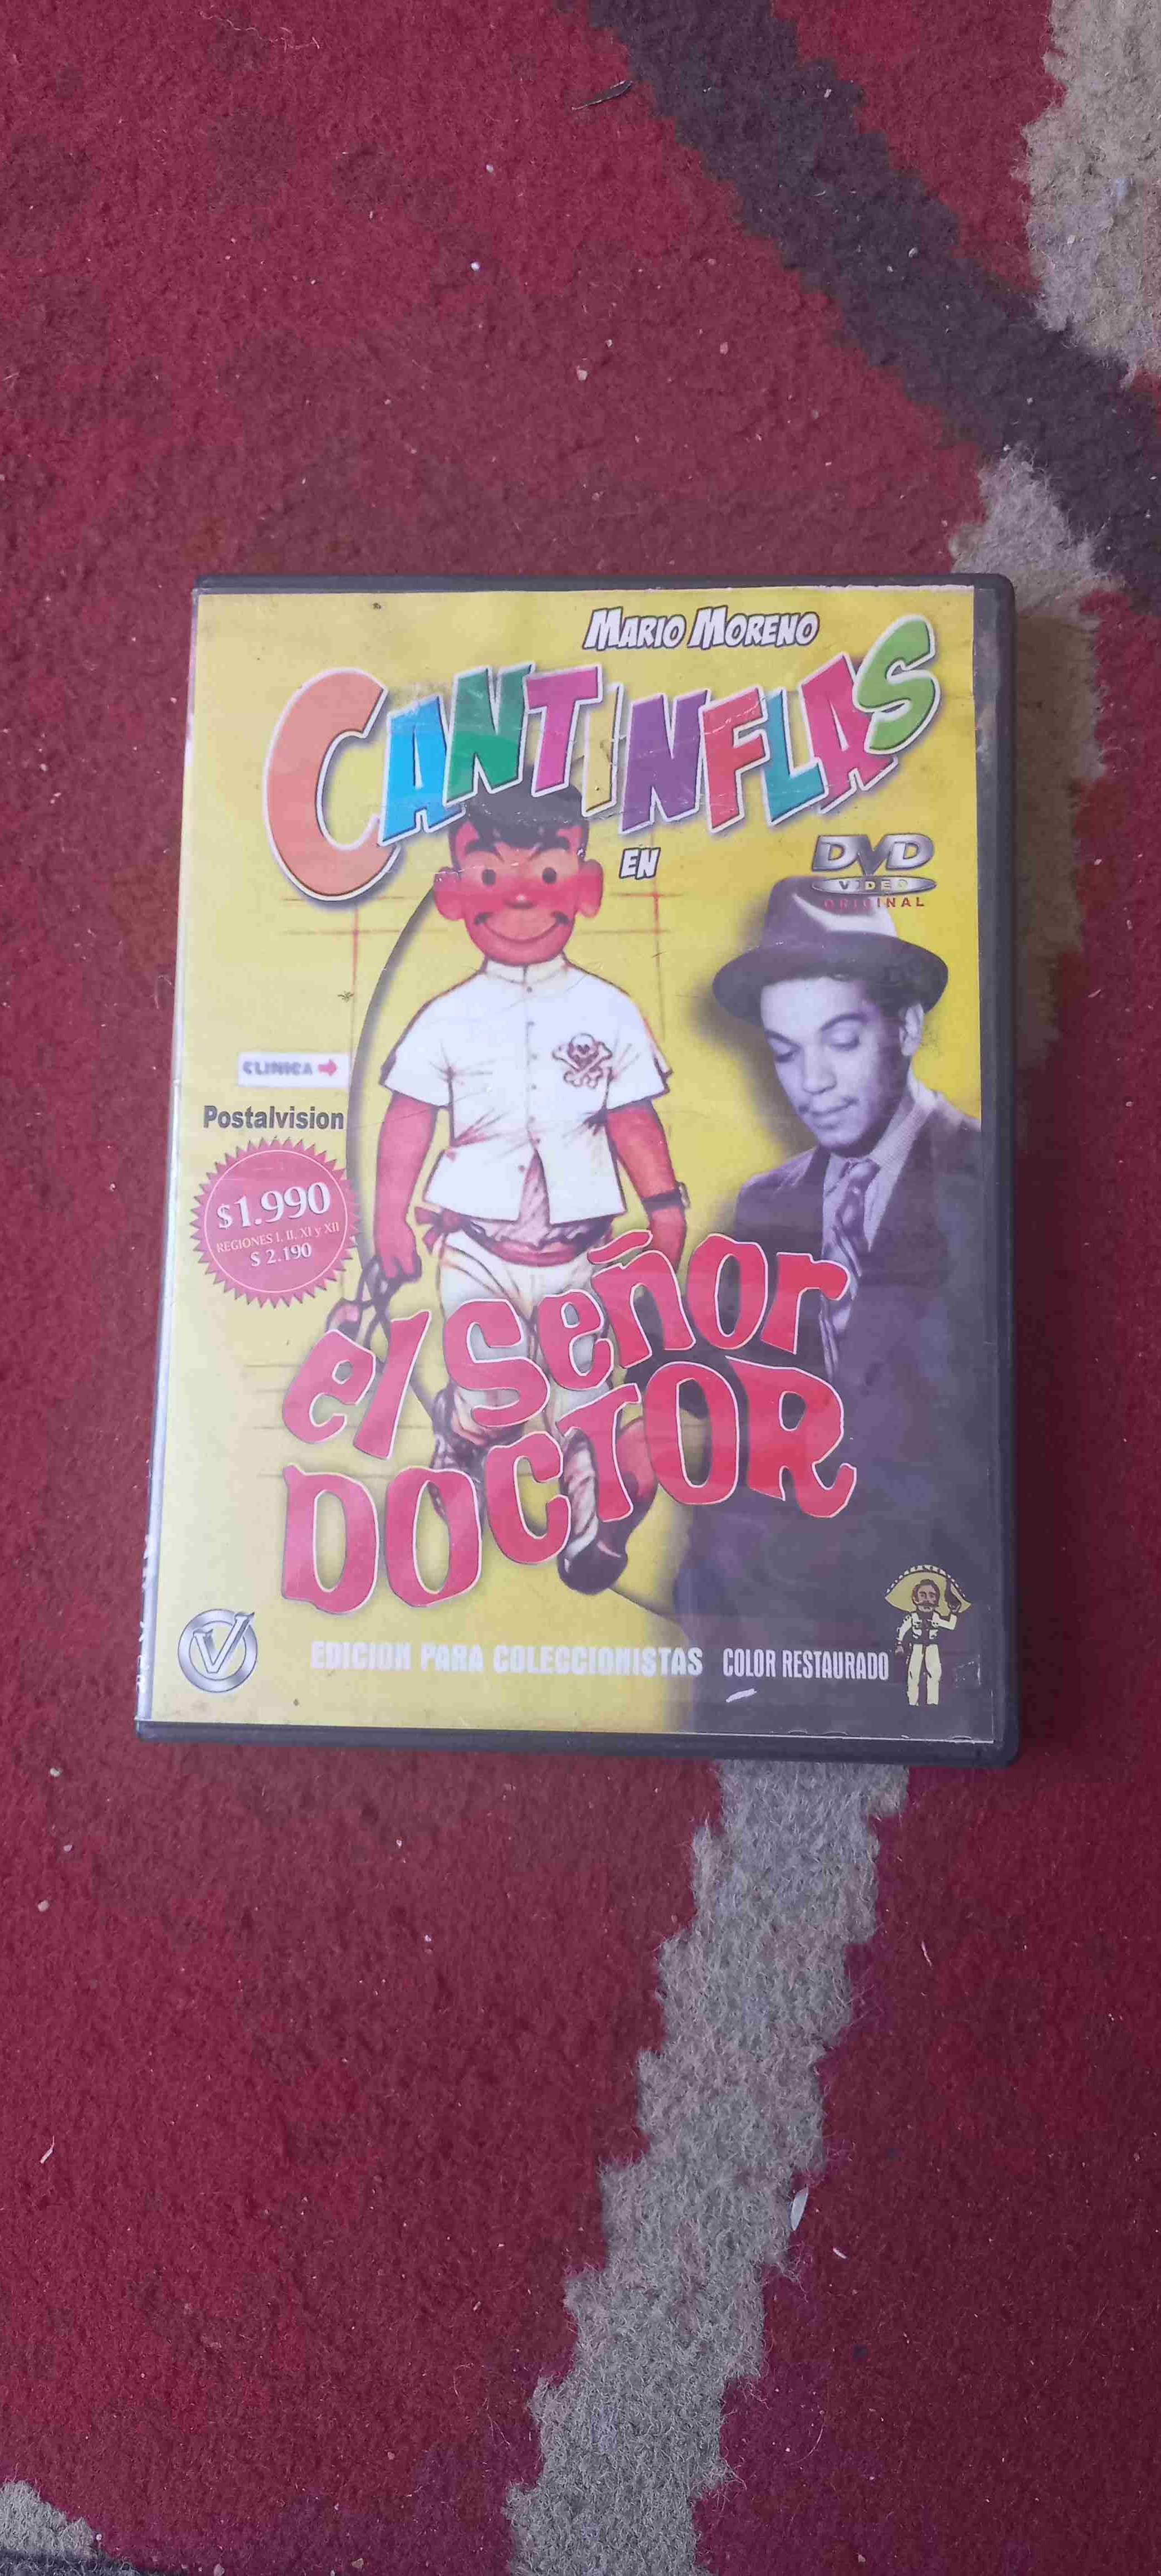 MARIO MORENO
CANTINFLAS
EN
DVD
VIDEO
ORIGINAL
CLINICA
Postalvision
$1.990
REGIONES I, II, XI y XII
$ 2.190
el señor
DOCTOR
V
EDICION PARA COLECCIONISTAS COLOR RESTAURADO